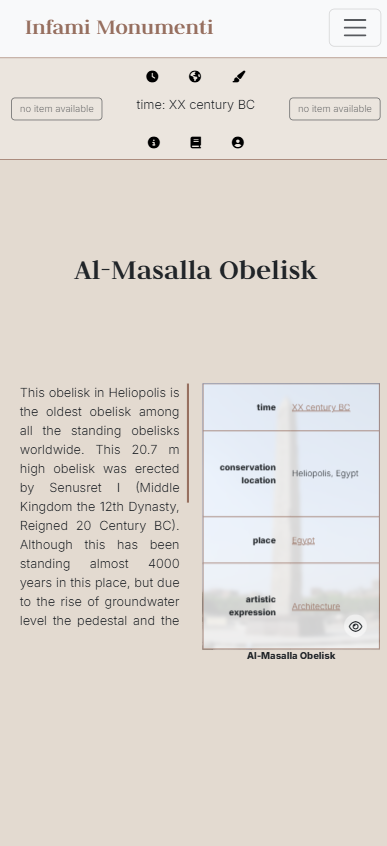 Infami Monumenti
no item available
time: XX century BC
no item available
Al-Masalla Obelisk
This obelisk in Heliopolis is
the oldest obelisk among
all the standing obelisks
worldwide. This 20.7 m
high obelisk was erected
by Senusret I (Middle
Kingdom the 12th Dynasty,
Reigned 20 Century BC).
Although this has been
standing almost 4000
years in this place, but due
to the rise of groundwater
level the pedestal and the
time XX century BC
conservation
location
Heliopolis, Egypt
place Egypt
artistic
expression
Architecture
Al-Masalla Obelisk